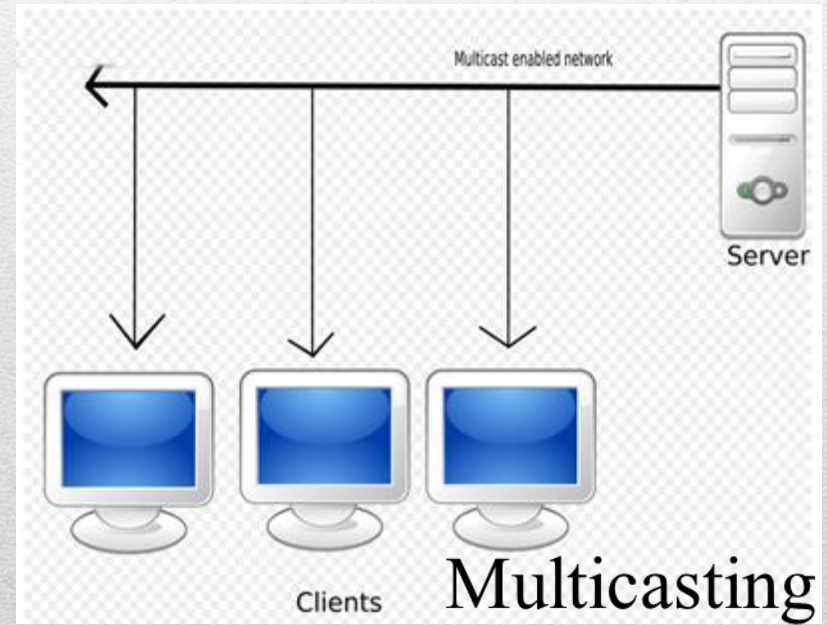 Multicast enabled network
Server
Clients
Multicasting